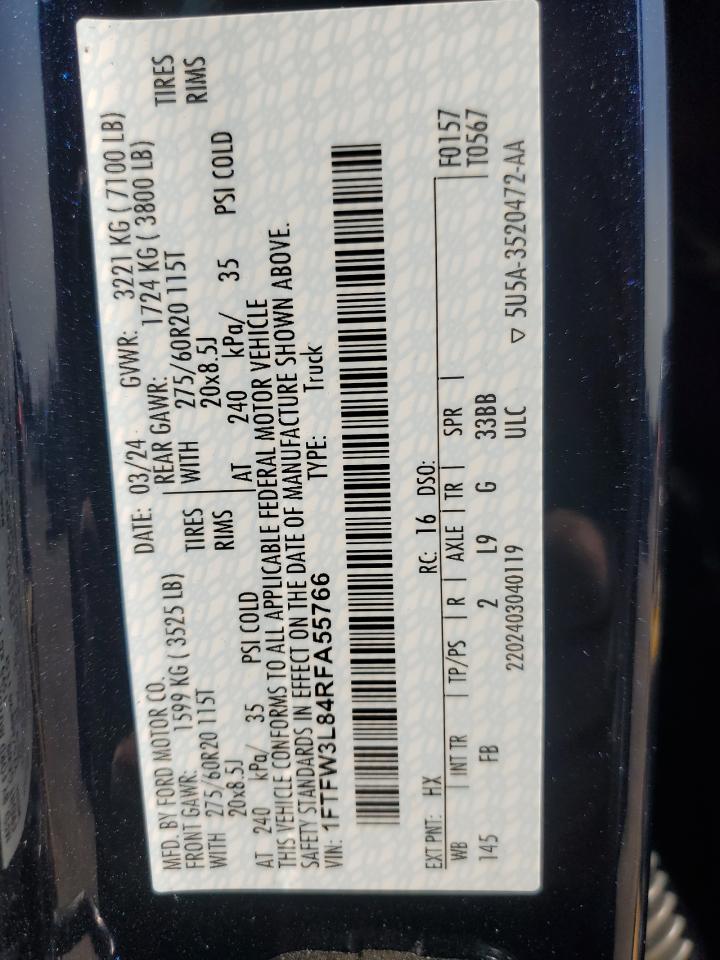 MFD. BY FORD MOTOR CO. DATE: 03/24 GVWR: 3221 KG ( 7100 LB)
FRONT GAWR: 1599 KG ( 3525 LB) REAR GAWR: 1724 KG ( 3800 LB)
WITH 275/60R20 115T TIRES WITH 275/60R20 115T TIRES
20x8.5J RIMS 20x8.5J RIMS
AT 240 kPa/ 35 PSI COLD AT 240 kPa/ 35 PSI COLD
THIS VEHICLE CONFORMS TO ALL APPLICABLE FEDERAL MOTOR VEHICLE
SAFETY STANDARDS IN EFFECT ON THE DATE OF MANUFACTURE SHOWN ABOVE.
VIN: 1FTFW3L84RFA55766 TYPE: Truck
EXT PNT: HX RC: 16 DSO: F0157
WB INT TR TP/PS R AXLE TR SPR T0567
145 FB 2 L9 G 33BB
2202403040119 ULC ▽ 5U5A-3520472-AA